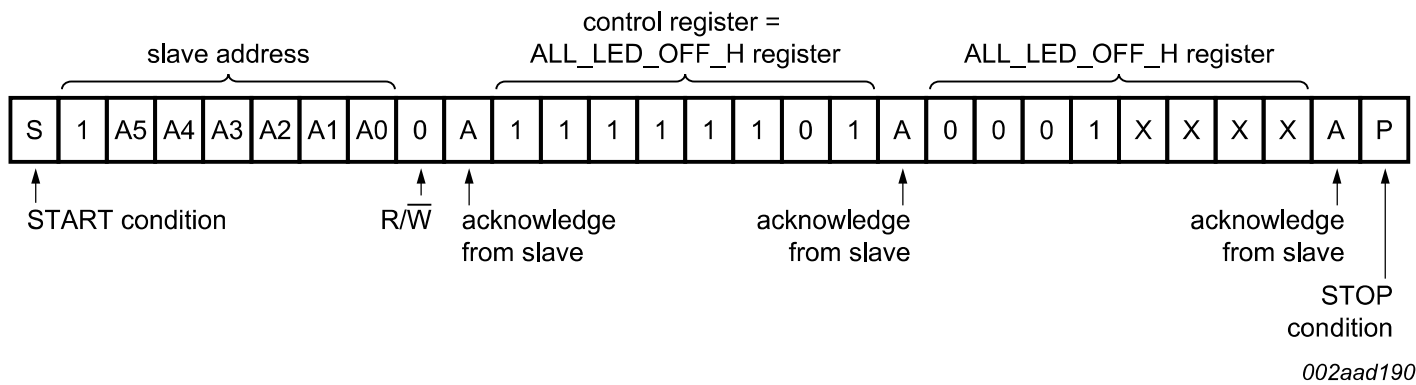 control register =
slave address ALL_LED_OFF_H register ALL_LED_OFF_H register
S 1 A5 A4 A3 A2 A1 A0 0 A 1 1 1 1 1 1 0 1 A 0 0 0 1 X X X X A P
START condition R/W̅ acknowledge acknowledge acknowledge
from slave from slave from slave
STOP
condition
002aad190